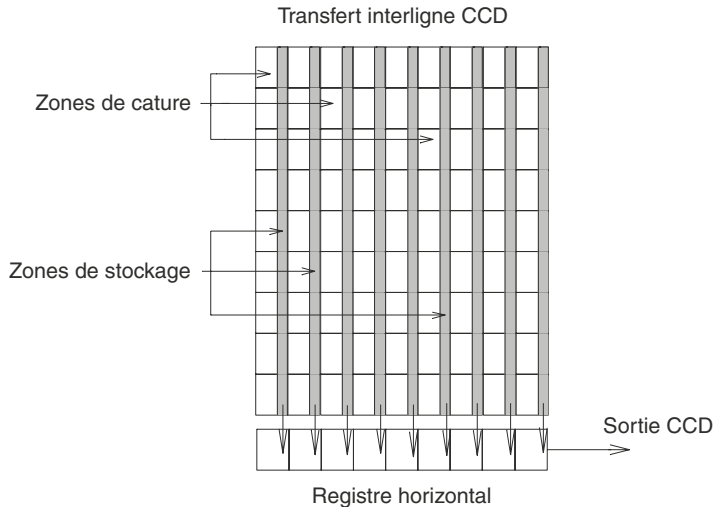 Transfert interligne CCD
Zones de cature
Zones de stockage
Sortie CCD
Registre horizontal